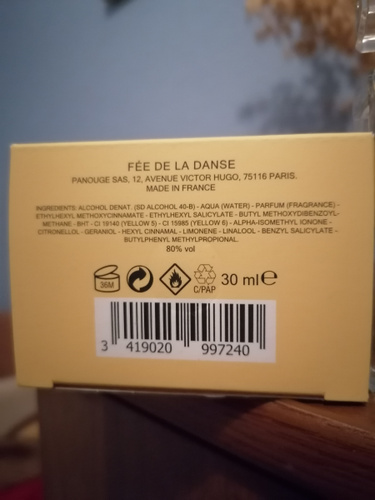 FÉE DE LA DANSE
PANOUGE SAS, 12, AVENUE VICTOR HUGO, 75116 PARIS.
MADE IN FRANCE
INGREDIENTS: ALCOHOL DENAT. (SD ALCOHOL 40-B) - AQUA (WATER) - PARFUM (FRAGRANCE) -
ETHYLHEXYL METHOXYCINNAMATE - ETHYLHEXYL SALICYLATE - BUTYL METHOXYDIBENZOYL-
METHANE - BHT - CI 19140 (YELLOW 5) - CI 15985 (YELLOW 6) - ALPHA-ISOMETHYL IONONE -
CITRONELLOL - GERANIOL - HEXYL CINNAMAL - LIMONENE - LINALOOL - BENZYL SALICYLATE -
BUTYLPHENYL METHYLPROPIONAL.
80% vol
36M
C/PAP
30 ml e
3 419020 997240